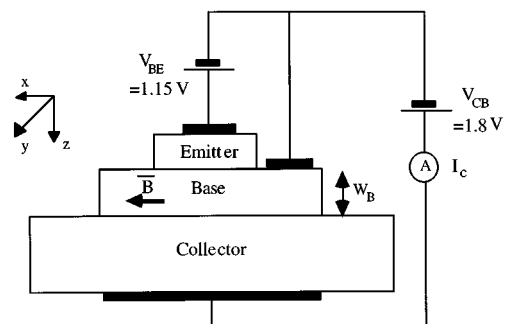 V_BE
=1.15 V
V_CB
=1.8 V
x
y
z
A
I_c
Emitter
B̅
Base
W_B
Collector